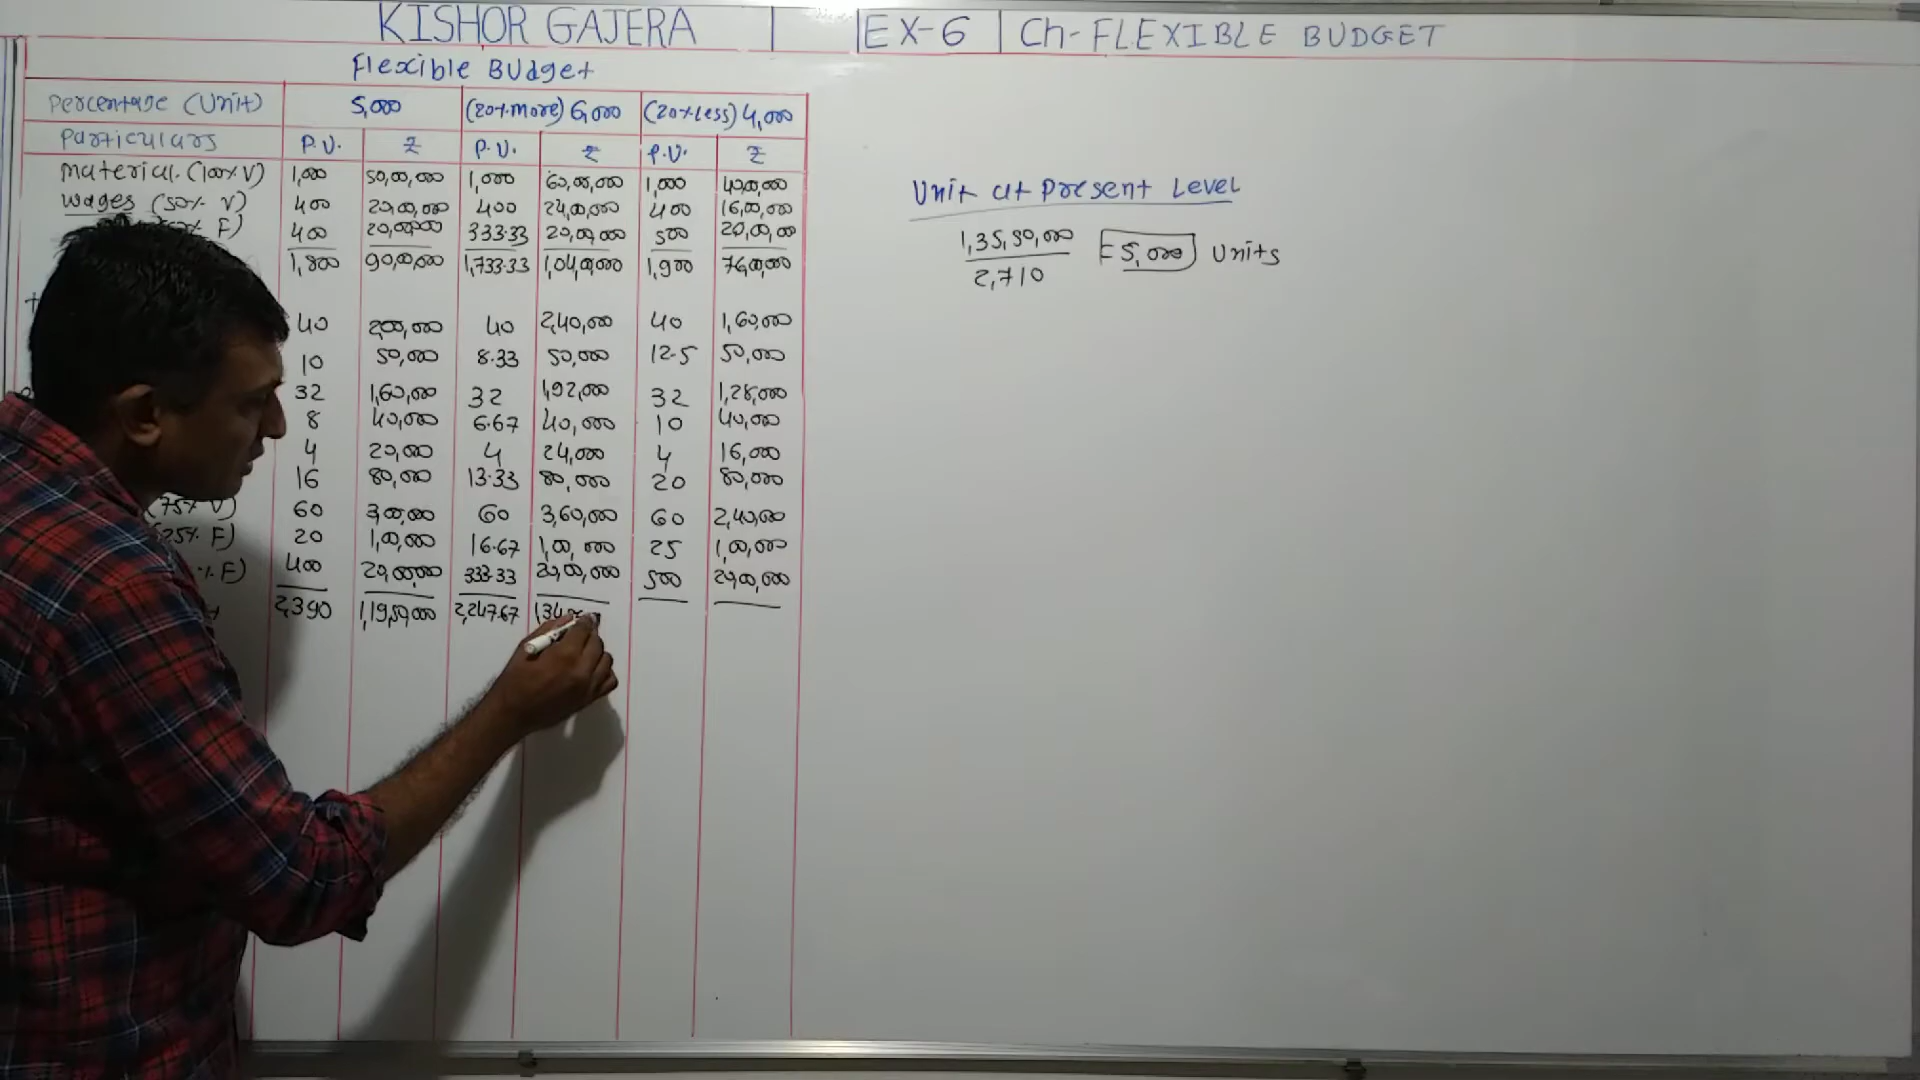 KISHOR GAJERA EX-6 Ch- FLEXIBLE BUDGET
Flexible Budget
Percentage (Unit) 5,000 (20% more) 6,000 (20% Less) 4,000
Particulars P.U. ₹ P.U. ₹ P.U. ₹
Material. (100% V) 1,000 50,00,000 1,000 60,00,000 1,000 40,00,000
Wages (50% V) 400 20,00,000 400 24,00,000 400 16,00,000
F) 400 20,00,000 333.33 20,00,000 500 20,00,000
1,800 90,00,000 1,733.33 1,04,00,000 1,900 76,00,000
40 2,00,000 40 2,40,000 40 1,60,000
10 50,000 8.33 50,000 12.5 50,000
32 1,60,000 32 1,92,000 32 1,28,000
8 40,000 6.67 40,000 10 40,000
4 20,000 4 24,000 4 16,000
16 80,000 13.33 80,000 20 80,000
(75% V) 60 3,00,000 60 3,60,000 60 2,40,000
25% F) 20 1,00,000 16.67 1,00,000 25 1,00,000
% F) 400 20,00,000 333.33 20,00,000 500 20,00,000
2,390 1,19,50,000 2,247.67 1,34
Unit at Present Level
1,35,50,000
2,710
= 5,000 Units